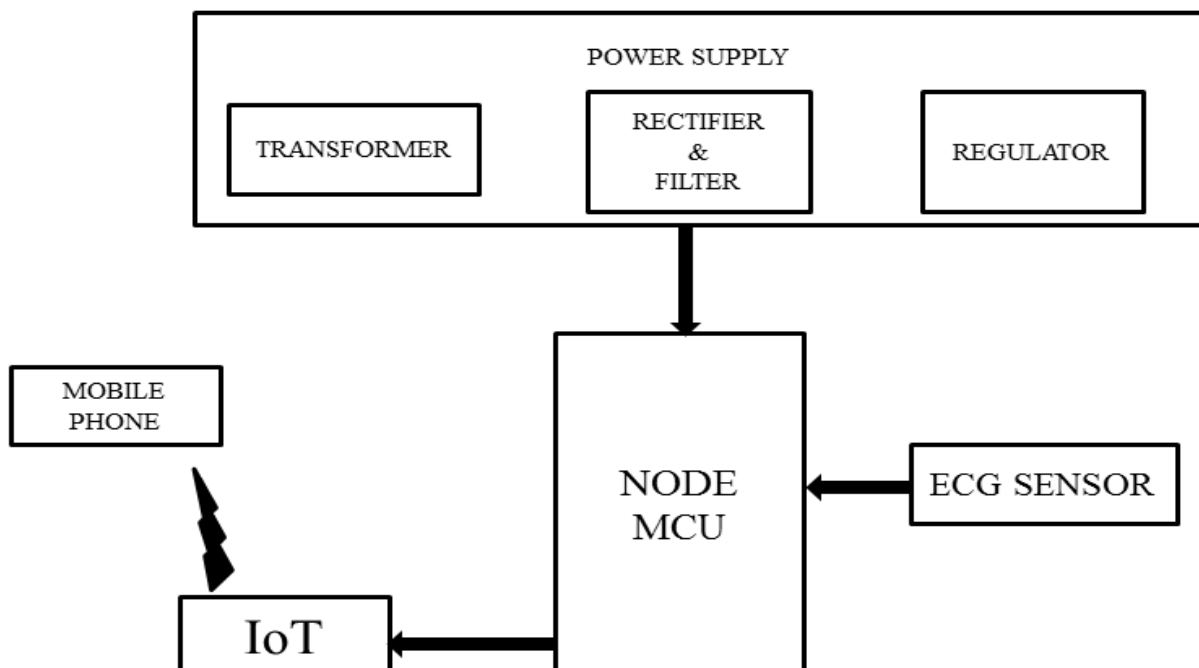 POWER SUPPLY
TRANSFORMER
RECTIFIER
&
FILTER
REGULATOR
MOBILE
PHONE
NODE
MCU
ECG SENSOR
IoT